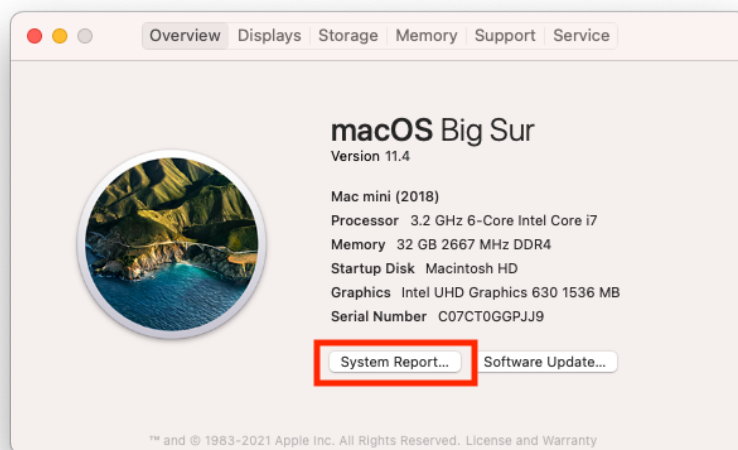 Overview Displays Storage Memory Support Service
macOS Big Sur
Version 11.4
Mac mini (2018)
Processor 3.2 GHz 6-Core Intel Core i7
Memory 32 GB 2667 MHz DDR4
Startup Disk Macintosh HD
Graphics Intel UHD Graphics 630 1536 MB
Serial Number C07CT0GGPJJ9
System Report... Software Update...
™ and © 1983-2021 Apple Inc. All Rights Reserved. License and Warranty